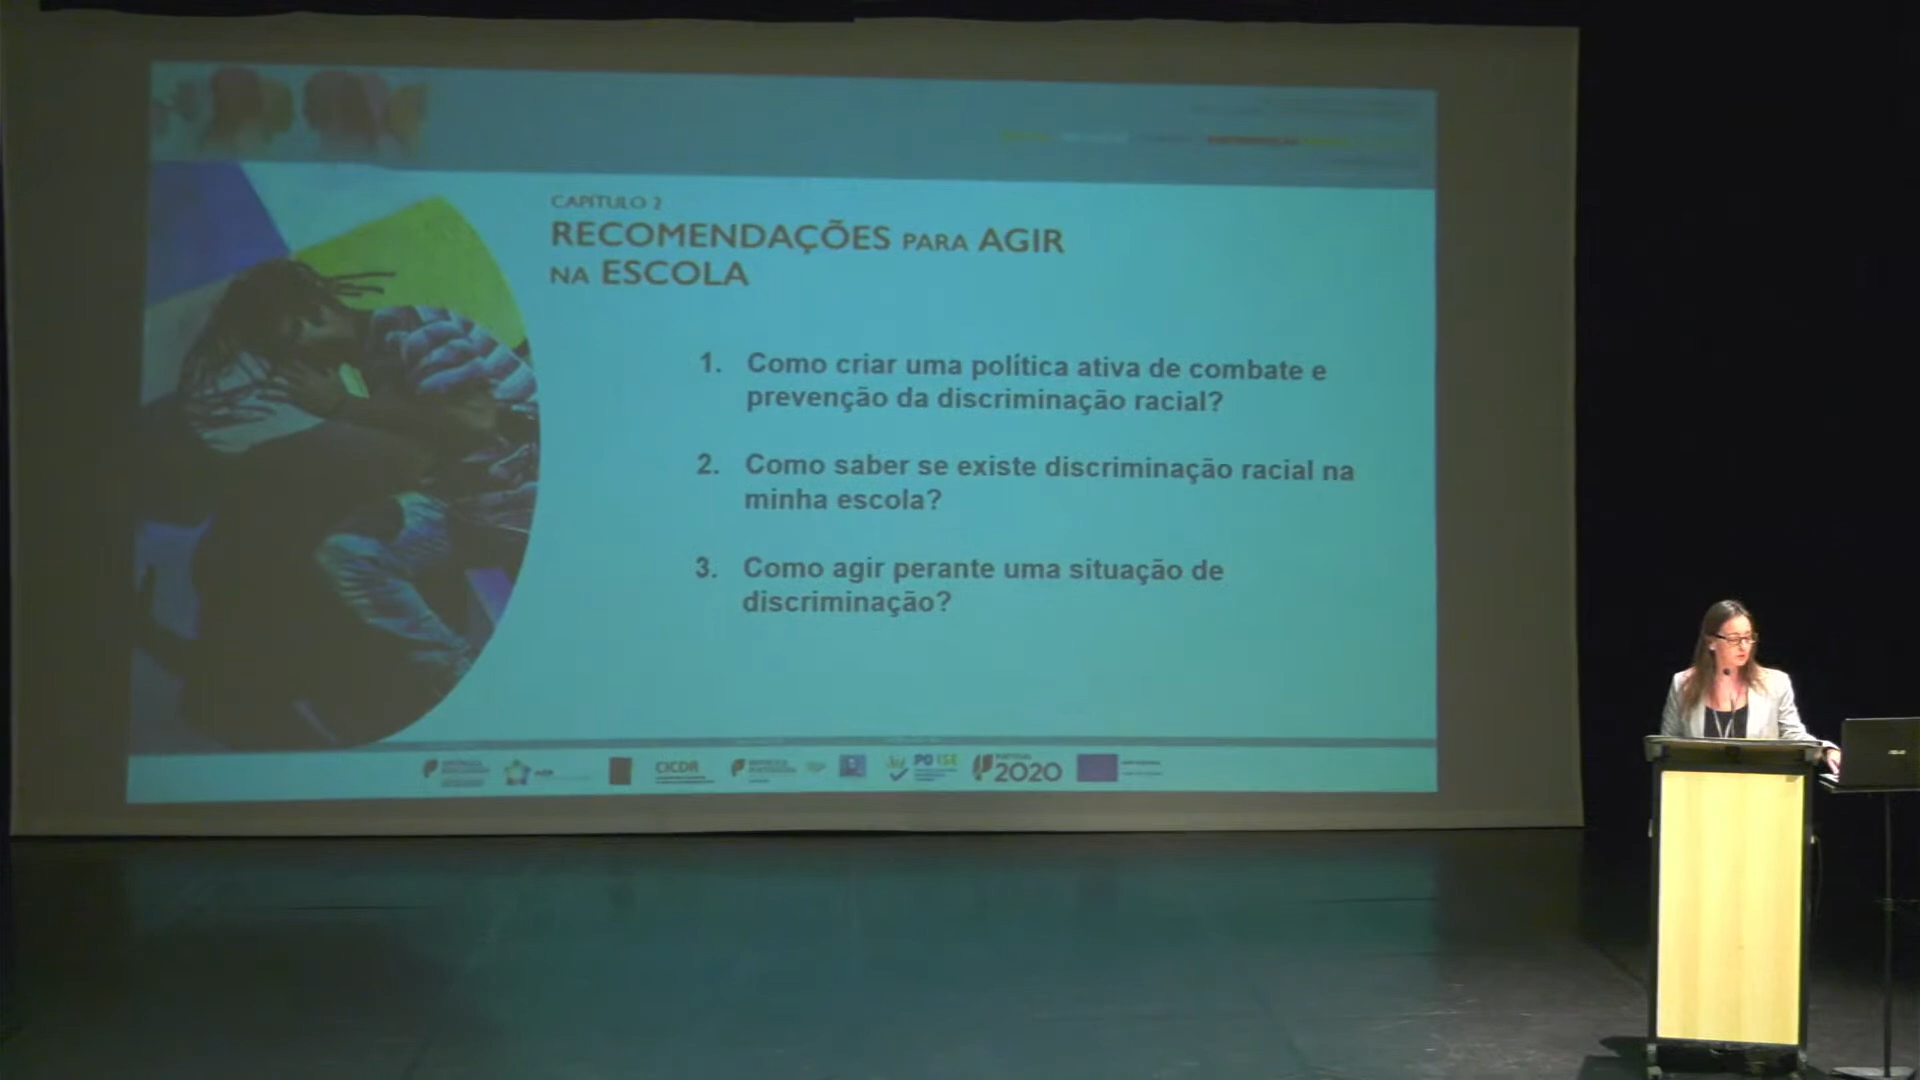 CAPÍTULO 2
RECOMENDAÇÕES PARA AGIR
NA ESCOLA
1. Como criar uma política ativa de combate e
prevenção da discriminação racial?
2. Como saber se existe discriminação racial na
minha escola?
3. Como agir perante uma situação de
discriminação?
CICDR
PO ISE
2020